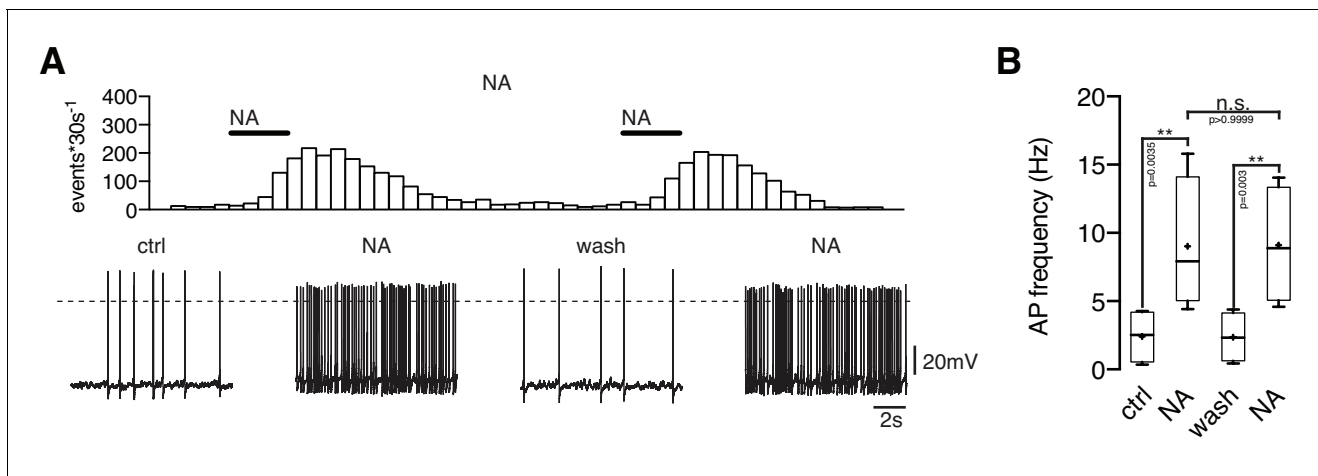 A
NA
events*30s-1
400
300
200
100
0
NA
NA
ctrl
NA
wash
NA
20mV
2s
B
AP frequency (Hz)
20
15
10
5
0
n.s.
p>0.9999
**
p=0.0035
**
p=0.003
ctrl
NA
wash
NA